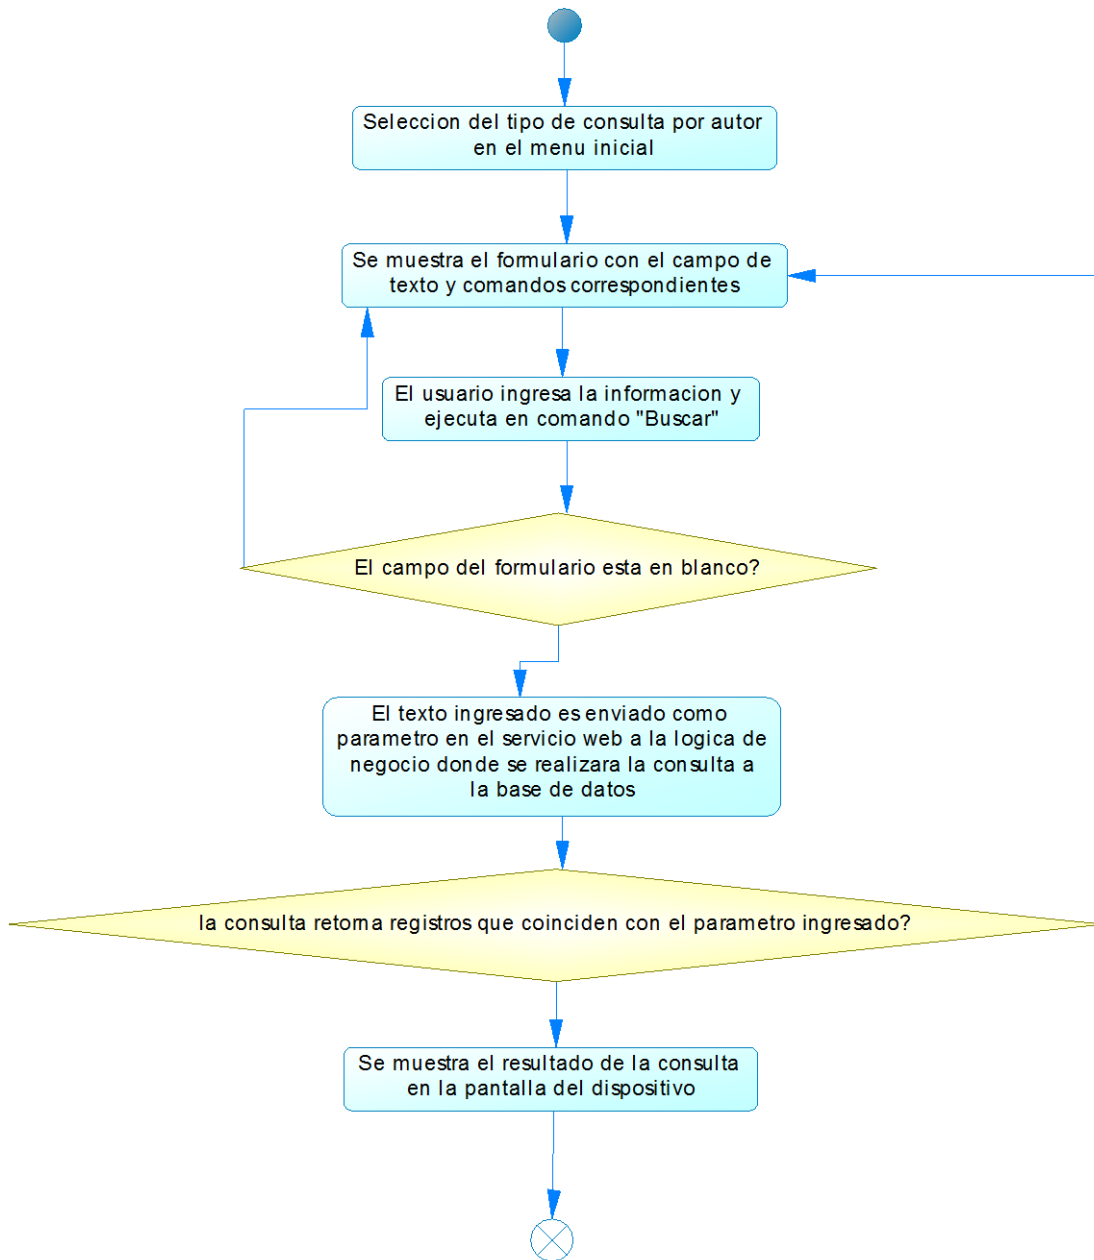 Seleccion del tipo de consulta por autor
en el menu inicial
Se muestra el formulario con el campo de
texto y comandos correspondientes
El usuario ingresa la informacion y
ejecuta en comando "Buscar"
El campo del formulario esta en blanco?
El texto ingresado es enviado como
parametro en el servicio web a la logica de
negocio donde se realizara la consulta a
la base de datos
la consulta retorna registros que coinciden con el parametro ingresado?
Se muestra el resultado de la consulta
en la pantalla del dispositivo